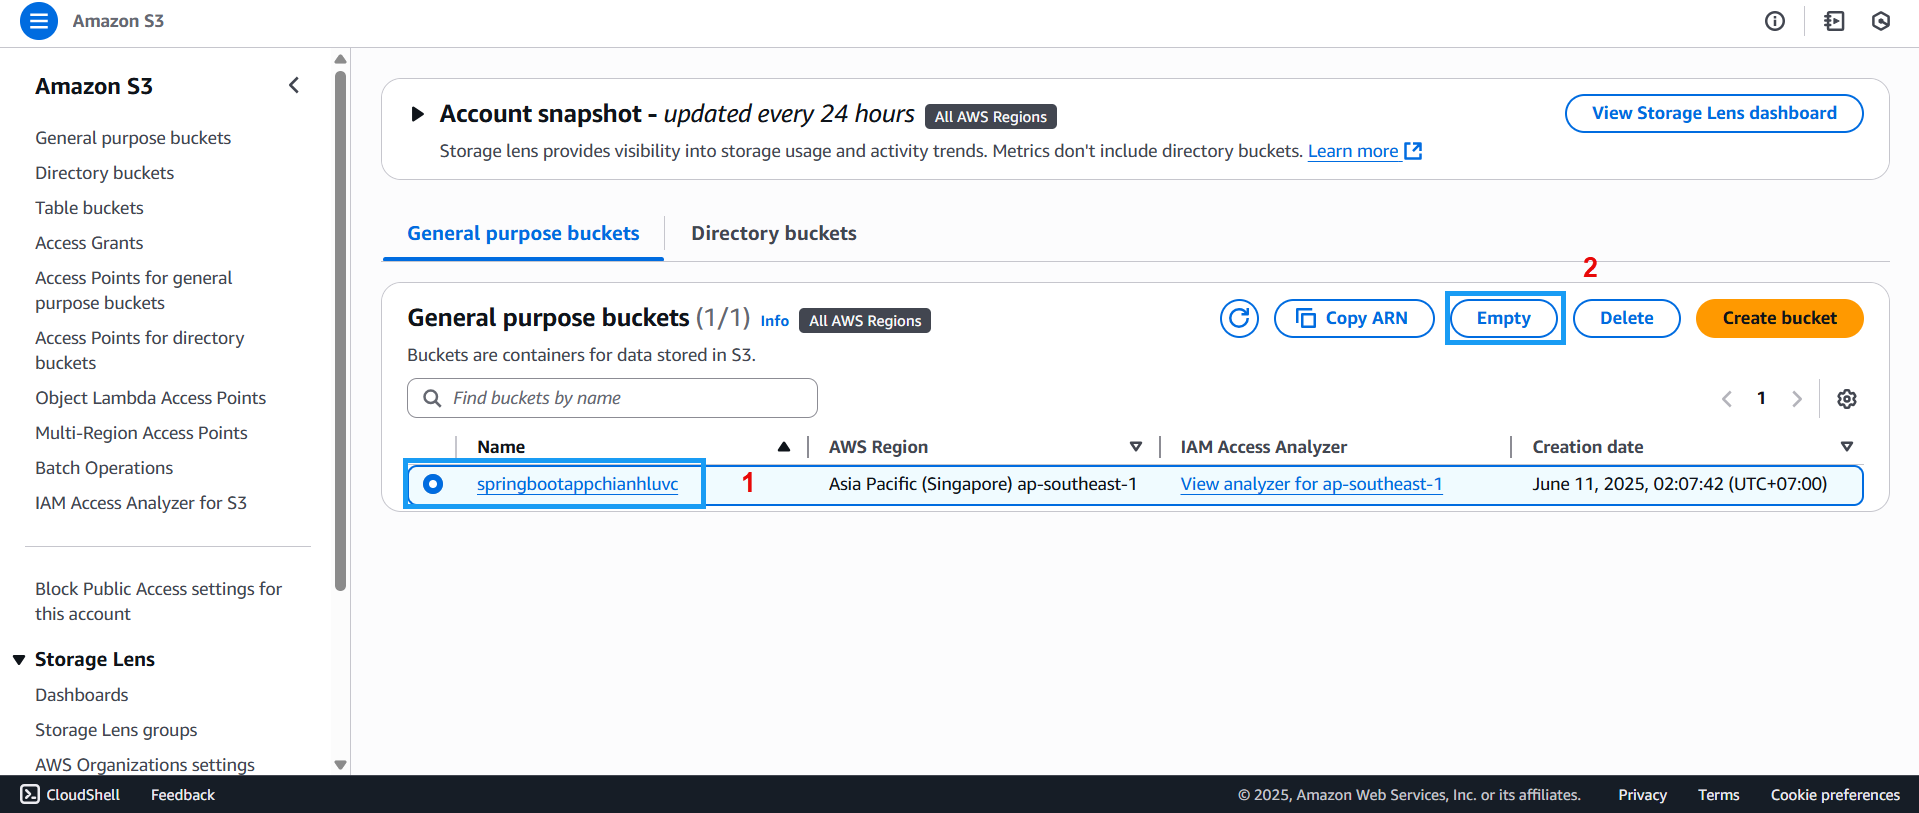 Amazon S3
Amazon S3
General purpose buckets
Directory buckets
Table buckets
Access Grants
Access Points for general
purpose buckets
Access Points for directory
buckets
Object Lambda Access Points
Multi-Region Access Points
Batch Operations
IAM Access Analyzer for S3
Block Public Access settings for
this account
Storage Lens
Dashboards
Storage Lens groups
AWS Organizations settings
Account snapshot - updated every 24 hours All AWS Regions
View Storage Lens dashboard
Storage lens provides visibility into storage usage and activity trends. Metrics don't include directory buckets. Learn more
General purpose buckets Directory buckets
2
General purpose buckets (1/1) Info All AWS Regions
Copy ARN Empty Delete Create bucket
Buckets are containers for data stored in S3.
Find buckets by name
1
Name AWS Region IAM Access Analyzer Creation date
springbootappchianhluvc 1 Asia Pacific (Singapore) ap-southeast-1 View analyzer for ap-southeast-1 June 11, 2025, 02:07:42 (UTC+07:00)
CloudShell Feedback © 2025, Amazon Web Services, Inc. or its affiliates. Privacy Terms Cookie preferences